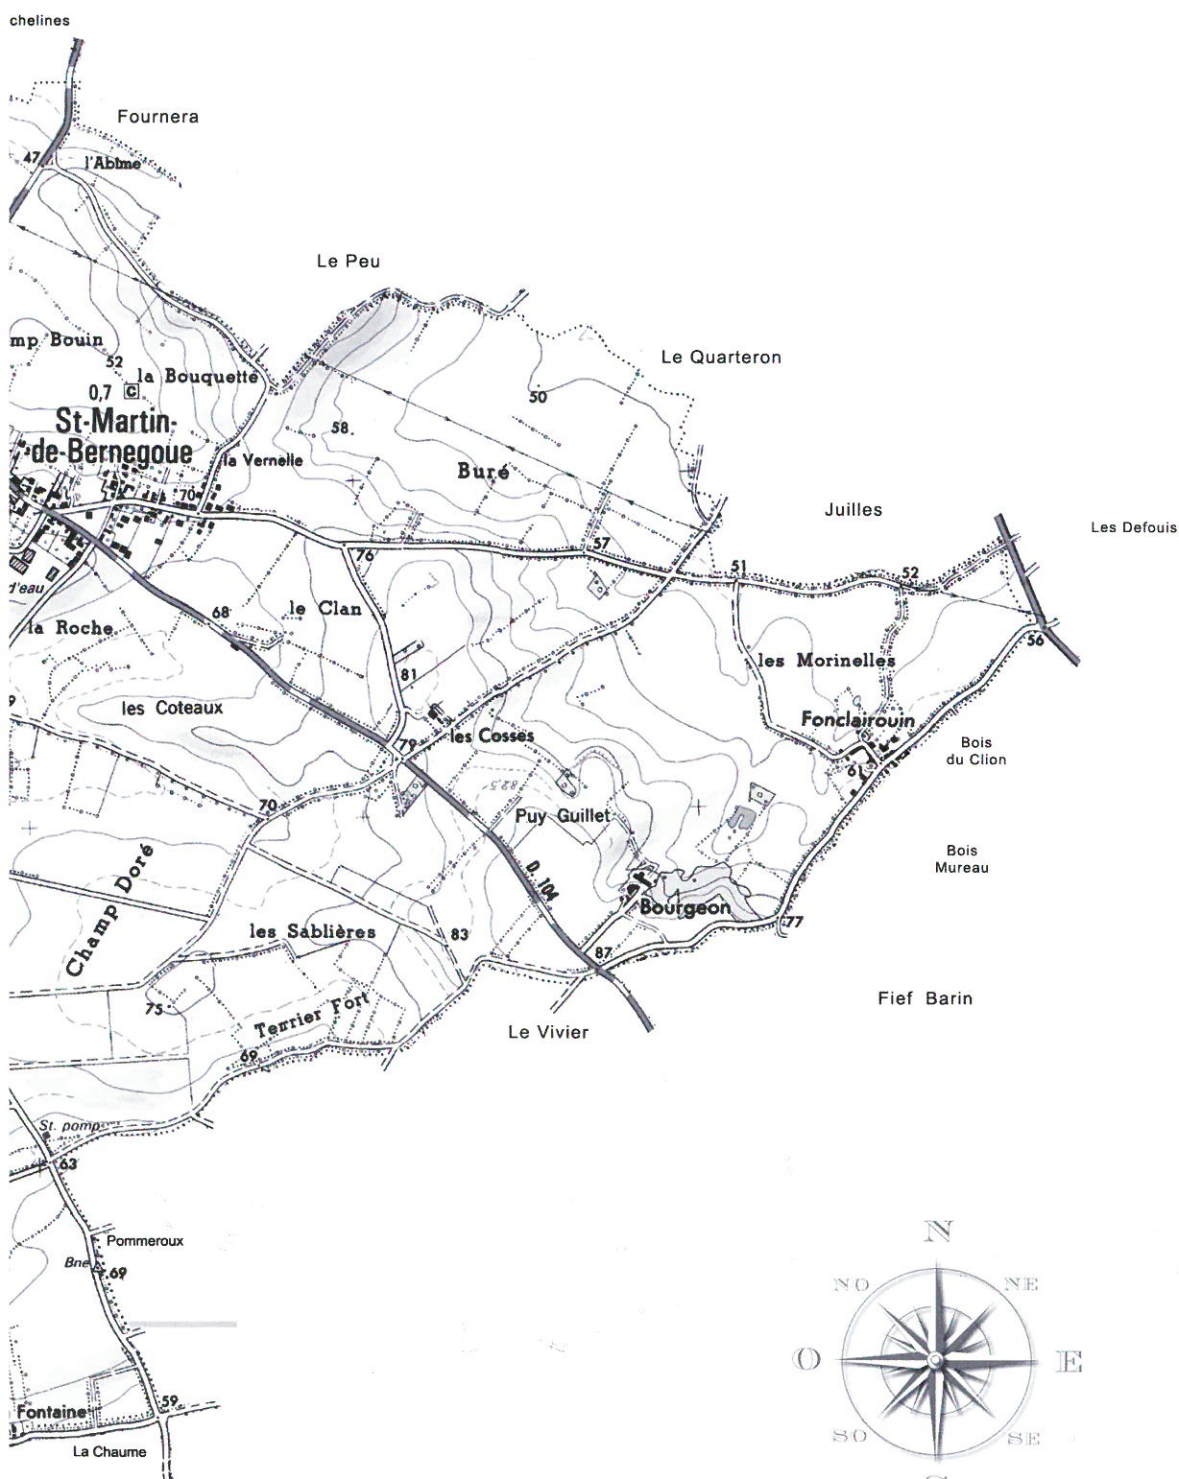 chelines
Fournera
47
l'Abîme
Le Peu
mp Bouin
52
la Bouquette
0,7 C
Le Quarteron
50
St-Martin-
de-Bernegoue
58
la Vernelle
Buré
70
Juilles
Les Defouis
57
76
51
52
d'eau
68
le Clan
la Roche
56
81
les Morinelles
les Coteaux
9
Fonclairouin
79
les Cosses
Bois
du Clion
70
825
Puy Guillet
Bois
Mureau
Champ Doré
D. 104
Bourgeon
les Sablières
83
77
87
75
Terrier Fort
Fief Barin
Le Vivier
69
St. pomp
63
Pommeroux
Bne
69
N
NO
NE
O
E
SO
SE
59
Fontaine
La Chaume